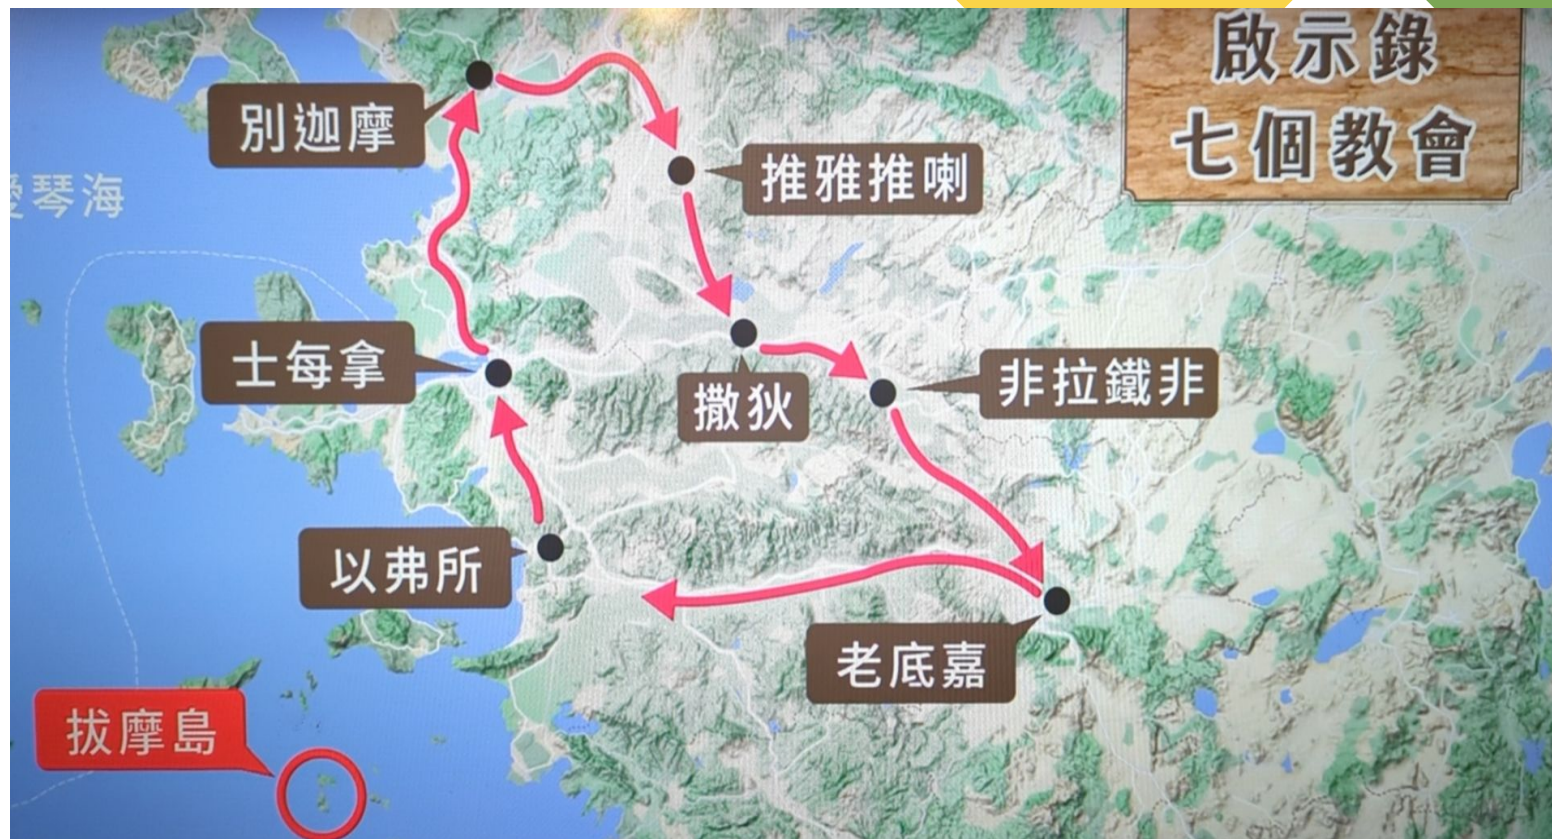 啟示錄
七個教會
別迦摩
推雅推喇
琴海
士每拿
撒狄
非拉鐵非
以弗所
老底嘉
拔摩島